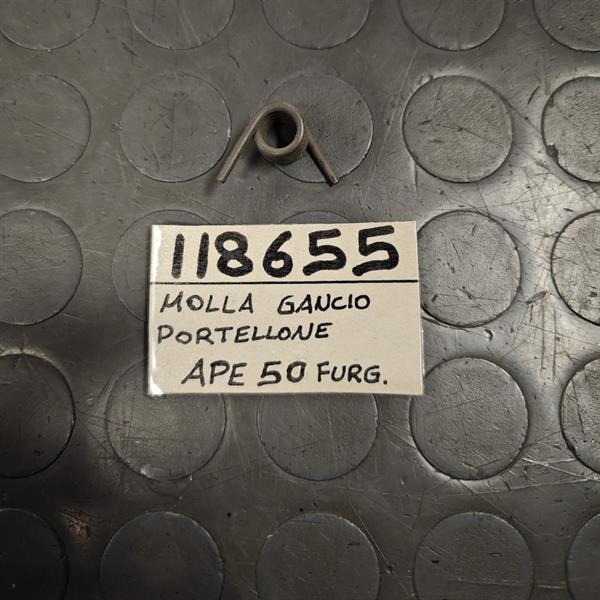 118655
MOLLA GANCIO
PORTELLONE
APE 50 FURG.